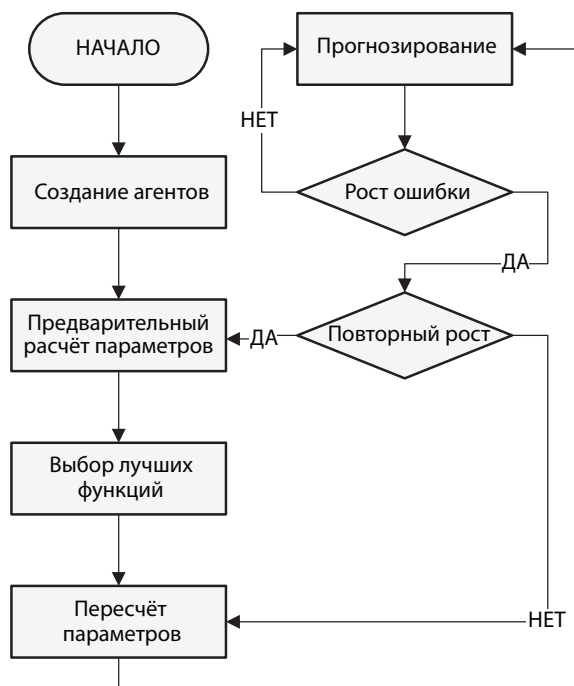 НАЧАЛО
Создание агентов
Предварительный
расчёт параметров
Выбор лучших
функций
Пересчёт
параметров
Прогнозирование
НЕТ
Рост ошибки
ДА
Повторный рост
ДА
НЕТ